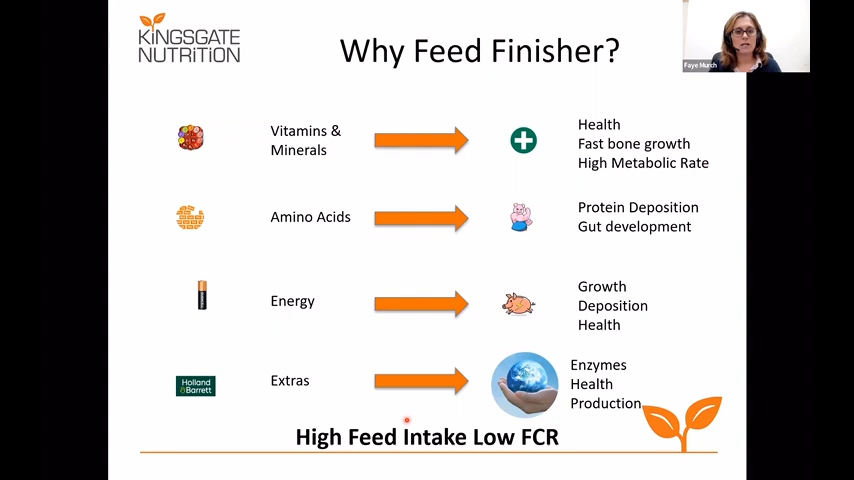 KINGSGATE
NUTRITION
Why Feed Finisher?
Faye Murch
Vitamins &
Minerals
Health
Fast bone growth
High Metabolic Rate
Amino Acids
Protein Deposition
Gut development
Energy
Growth
Deposition
Health
Holland
&Barrett
Extras
Enzymes
Health
Production
High Feed Intake Low FCR